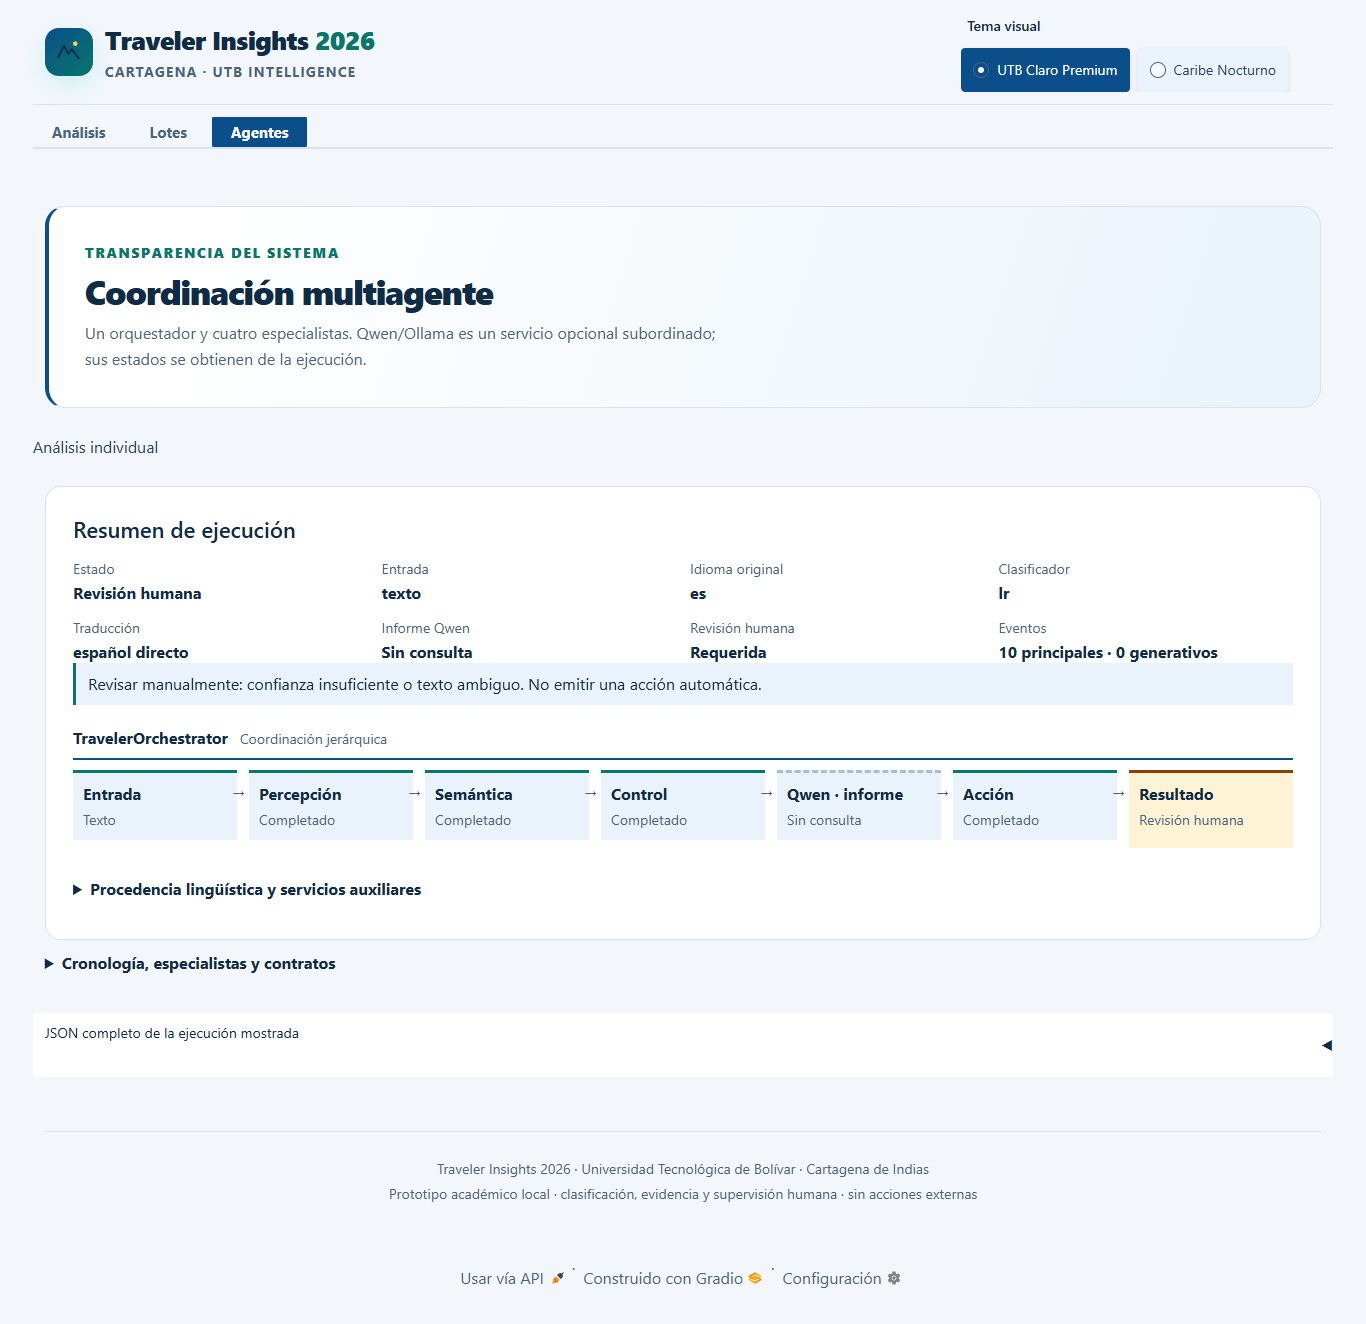 Traveler Insights 2026
CARTAGENA · UTB INTELLIGENCE
Tema visual
UTB Claro Premium
Caribe Nocturno
Análisis
Lotes
Agentes
TRANSPARENCIA DEL SISTEMA
Coordinación multiagente
Un orquestador y cuatro especialistas. Qwen/Ollama es un servicio opcional subordinado;
sus estados se obtienen de la ejecución.
Análisis individual
Resumen de ejecución
Estado
Revisión humana
Entrada
texto
Idioma original
es
Clasificador
lr
Traducción
español directo
Informe Qwen
Sin consulta
Revisión humana
Requerida
Eventos
10 principales · 0 generativos
Revisar manualmente: confianza insuficiente o texto ambiguo. No emitir una acción automática.
TravelerOrchestrator Coordinación jerárquica
Entrada
Texto
→
Percepción
Completado
→
Semántica
Completado
→
Control
Completado
→
Qwen · informe
Sin consulta
→
Acción
Completado
→
Resultado
Revisión humana
Procedencia lingüística y servicios auxiliares
Cronología, especialistas y contratos
JSON completo de la ejecución mostrada
Traveler Insights 2026 · Universidad Tecnológica de Bolívar · Cartagena de Indias
Prototipo académico local · clasificación, evidencia y supervisión humana · sin acciones externas
Usar vía API · Construido con Gradio · Configuración